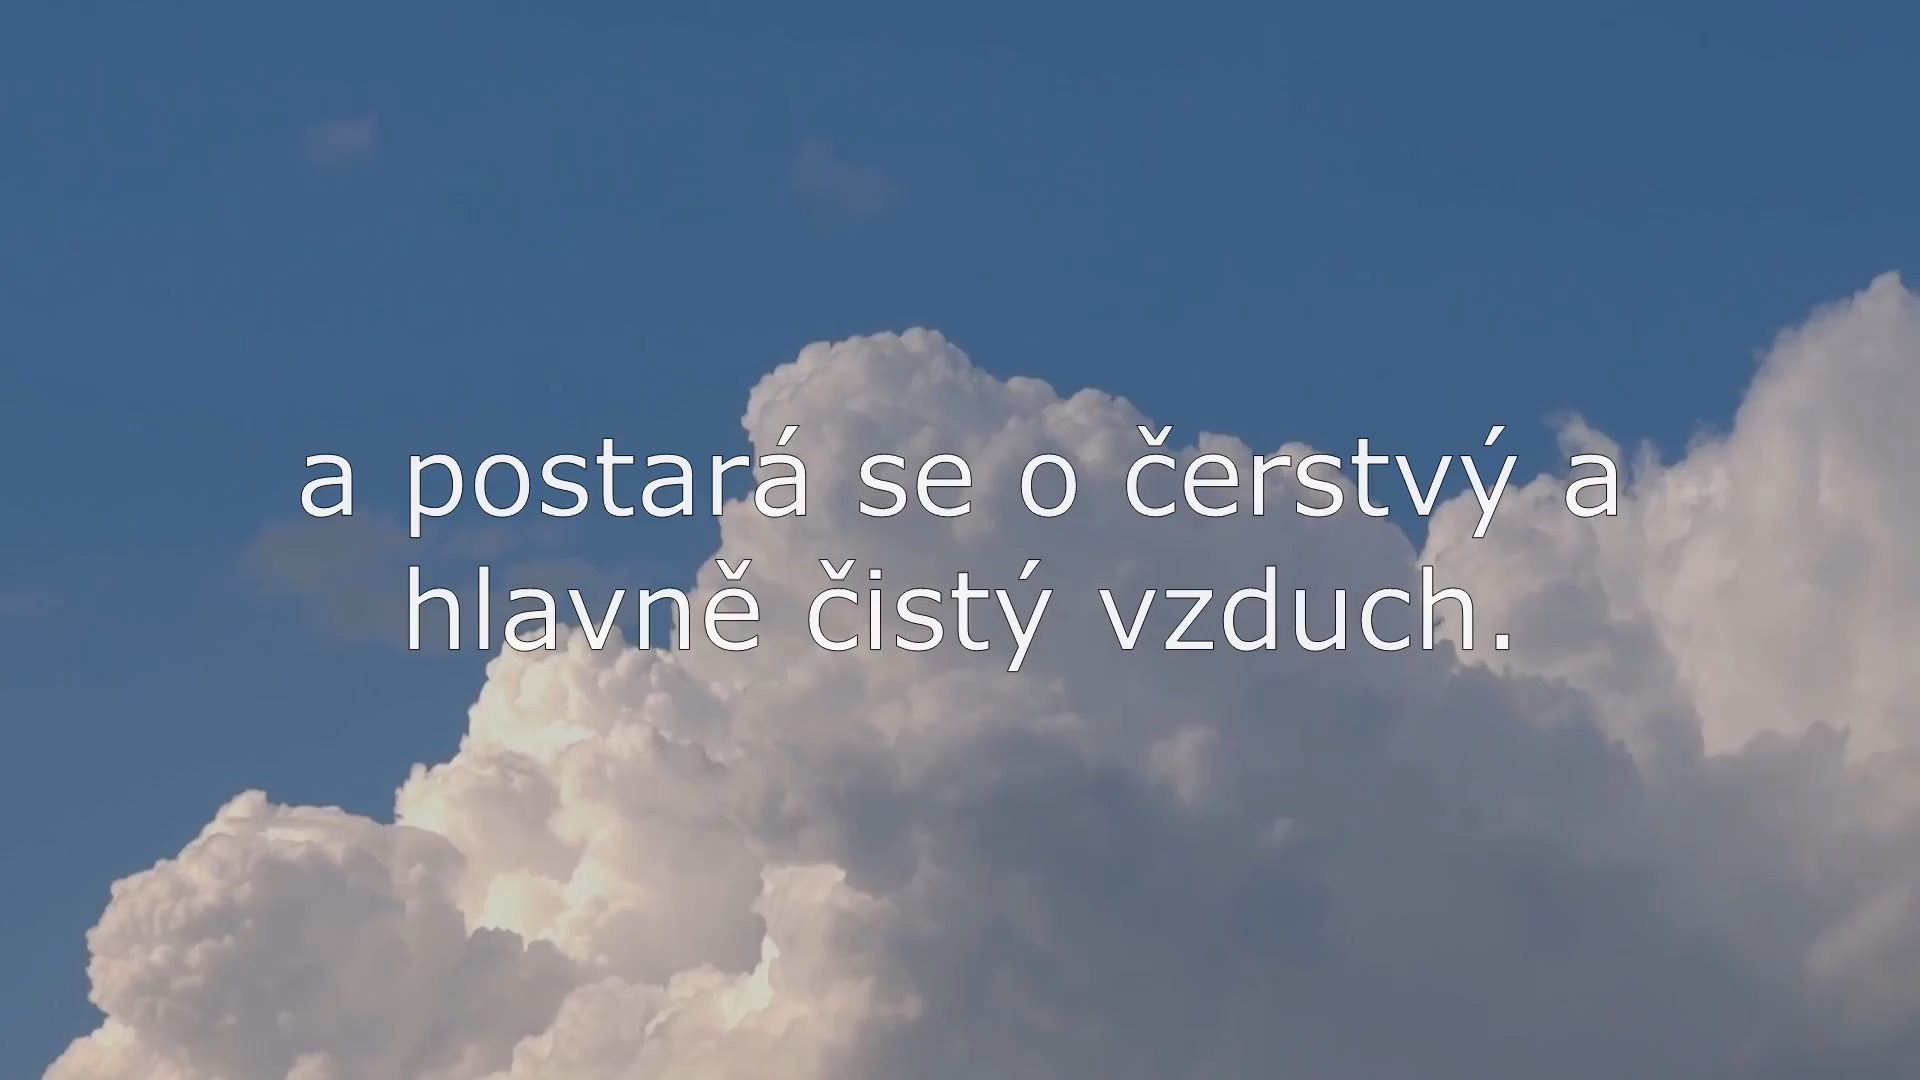 a postará se o čerstvý a
hlavně čistý vzduch.